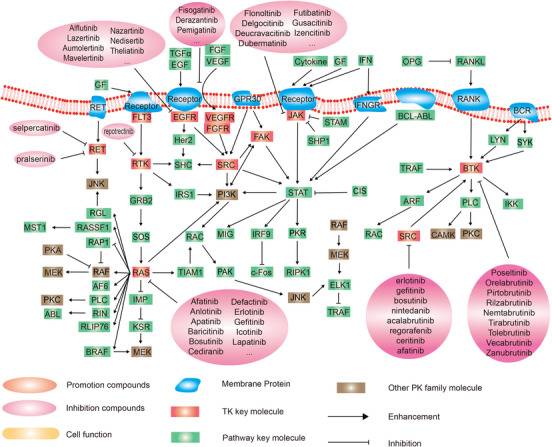 Aiflutinib Nazartinib
Lazertinib Nedisertib
Aumolertinib Theliatinib
Mavelertinib ...
Fisogatinib
Derazantinib
Pemigatinib
...
Flonoltinib Futibatinib
Delgocitinib Gusacitinib
Deucravacitinib Izencitinib
Dubermatinib ...
TGFα
EGF
FGF
VEGF
Cytokine GF IFN
OPG RANKL
GF
RET Receptor Receptor GPR30 Receptor IFNGR RANK BCR
FLT3 EGFR VEGFR
FGFR
FAK JAK STAM BCL-ABL
selpercatinib
repotrectinib
pralserinib
RET RTK Her2 SHC SRC SHP1
LYN SYK
TRAF BTK
JNK IRS1 PI3K STAT CIS
RGL GRB2
ARF PLC IKK
MST1 RASSF1
RAP1 SOS RAC MIG IRF9 PKR RAF
RAC SRC CAMK PKC
PKA
MEK RAF RAS TIAM1 PAK c-Fos RIPK1 MEK
AF6
PKC PLC IMP JNK ELK1
ABL RIN TRAF
RLIP76 KSR
BRAF MEK
Afatinib Defactinib
Anlotinib Erlotinib
Apatinib Gefitinib
Baricitinib Icotinib
Bosutinib Lapatinib
Cediranib ...
erlotinib
gefitinib
bosutinib
nintedanib
acalabrutinib
regorafenib
ceritinib
afatinib
Poseltinib
Orelabrutinib
Pirtobrutinib
Rilzabrutinib
Nemtabrutinib
Tirabrutinib
Tolebrutinib
Vecabrutinib
Zanubrutinib
Promotion compounds
Inhibition compounds
Cell function
Membrane Protein
TK key molecule
Pathway key molecule
Other PK family molecule
Enhancement
Inhibition